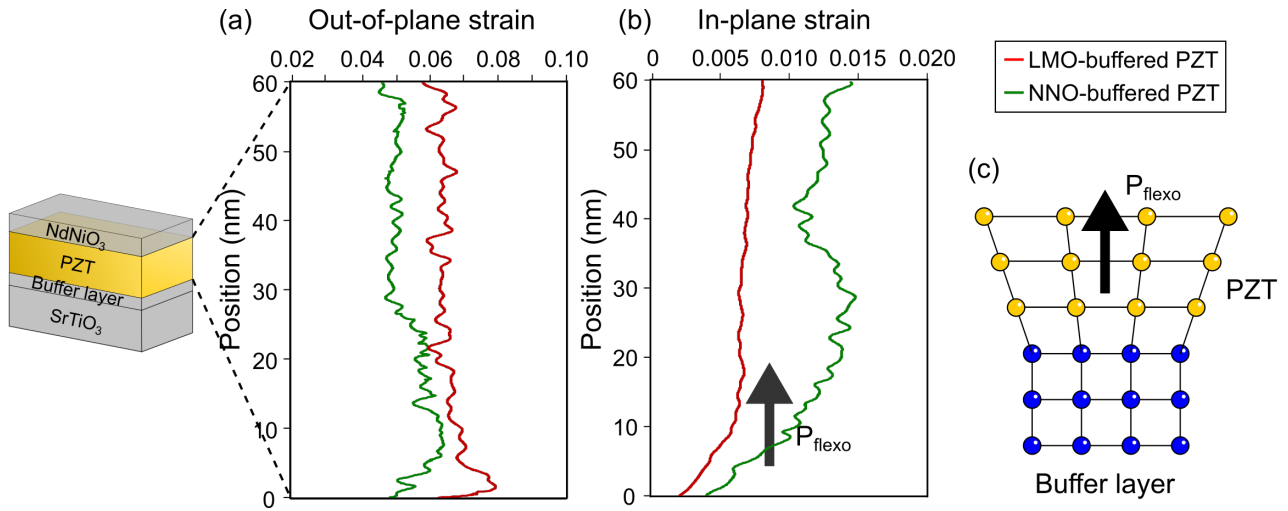 (a)
Out-of-plane strain
0.02 0.04 0.06 0.08 0.10
60
50
40
30
20
10
0
Position (nm)
(b)
In-plane strain
0 0.005 0.010 0.015 0.020
60
50
40
30
20
10
0
Position (nm)
P_flexo
LMO-buffered PZT
NNO-buffered PZT
NdNiO₃
PZT
Buffer layer
SrTiO₃
(c)
P_flexo
PZT
Buffer layer